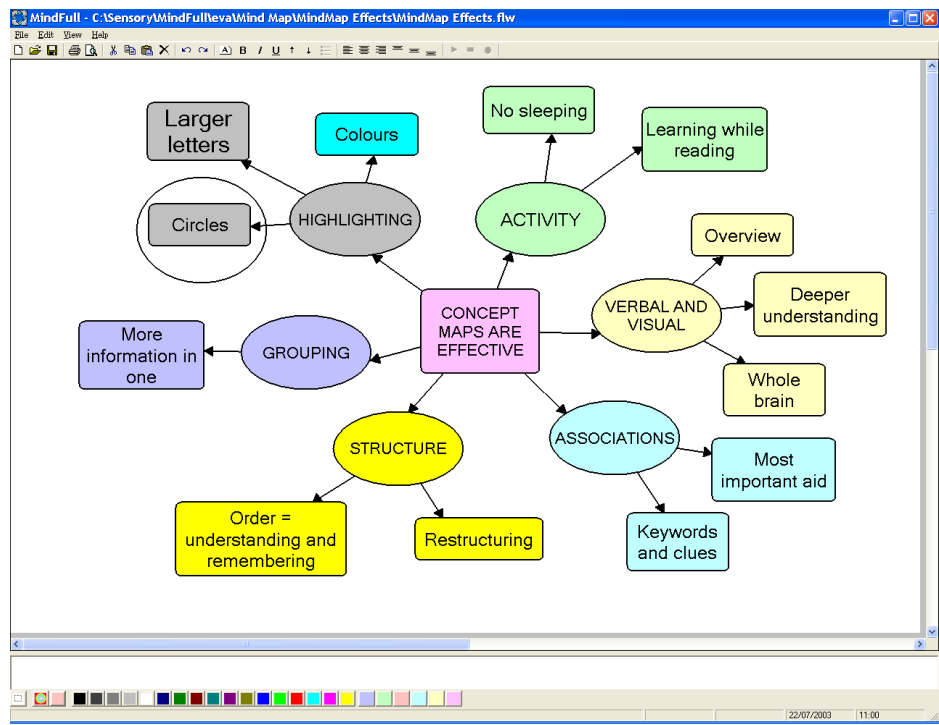 MindFull - C:\Sensory\MindFull\eva\Mind Map\MindMap Effects\MindMap Effects.flw
File Edit View Help
A B I U
Larger
letters
Colours
Circles
HIGHLIGHTING
No sleeping
Learning while
reading
ACTIVITY
Overview
VERBAL AND
VISUAL
Deeper
understanding
Whole
brain
CONCEPT
MAPS ARE
EFFECTIVE
More
information in
one
GROUPING
STRUCTURE
Order =
understanding and
remembering
Restructuring
ASSOCIATIONS
Most
important aid
Keywords
and clues
22/07/2003 11:00